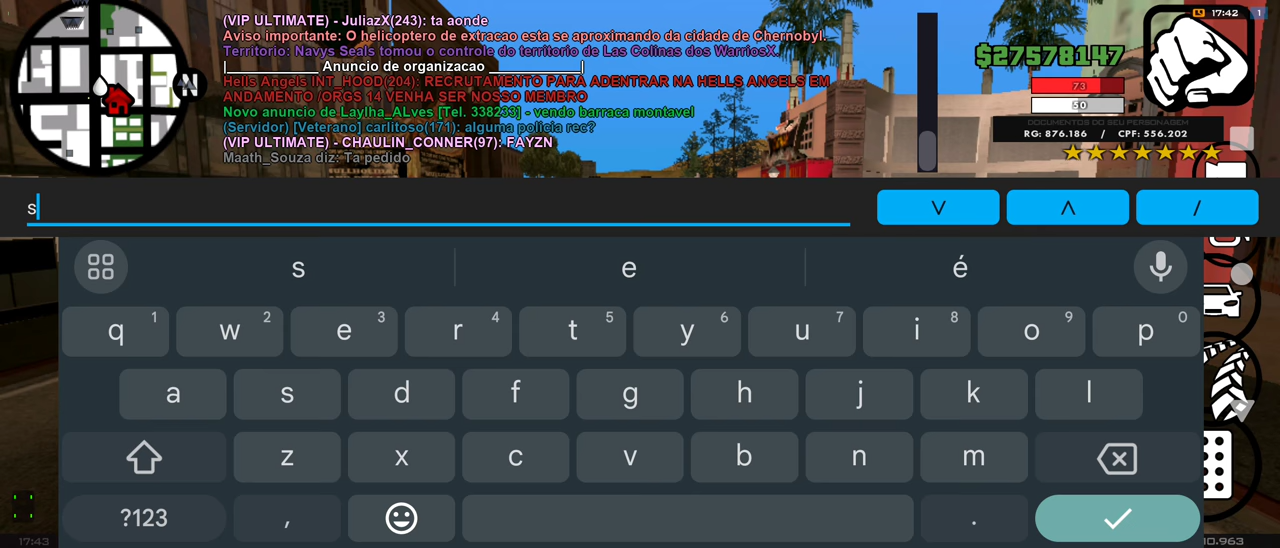 (VIP ULTIMATE) - JuliazX(243): ta aonde
Aviso importante: O helicoptero de extracao esta se aproximando da cidade de Chernobyl.
Territorio: Navys Seals tomou o controle do territorio de Las Colinas dos WarriosX.
|____________Anuncio de organizacao____________|
Hells Angels INT_HOOD(204): RECRUTAMENTO PARA ADENTRAR NA HELLS ANGELS EM
ANDAMENTO /ORGS 14 VENHA SER NOSSO MEMBRO
Novo anuncio de Laylha_ALves [Tel. 338233] - vendo barraca montavel
(Servidor) [Veterano] carlitoso(171): alguma policia rec?
(VIP ULTIMATE) - CHAULIN_CONNER(97): FAYZN
Maath_Souza diz: Ta pedido
N
17:42
1
$27578147
73
50
DOCUMENTOS DO SEU PERSONAGEM
RG: 876.186 / CPF: 556.202
s
V Λ /
s e é
q 1 w 2 e 3 r 4 t 5 y 6 u 7 i 8 o 9 p 0
a s d f g h j k l
z x c v b n m
?123 , .
17:43
10.963